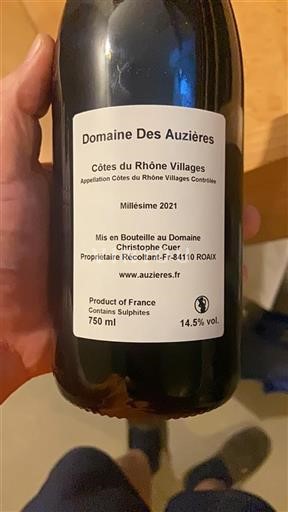 Domaine Des Auzières
Côtes du Rhône Villages
Appellation Côtes du Rhône Villages Contrôlée
Millésime 2021
Mis en Bouteille au Domaine
Christophe Cuer
Propriétaire Récoltant-Fr-84110 ROAIX
www.auzieres.fr
Product of France
Contains Sulphites
750 ml 14.5% vol.